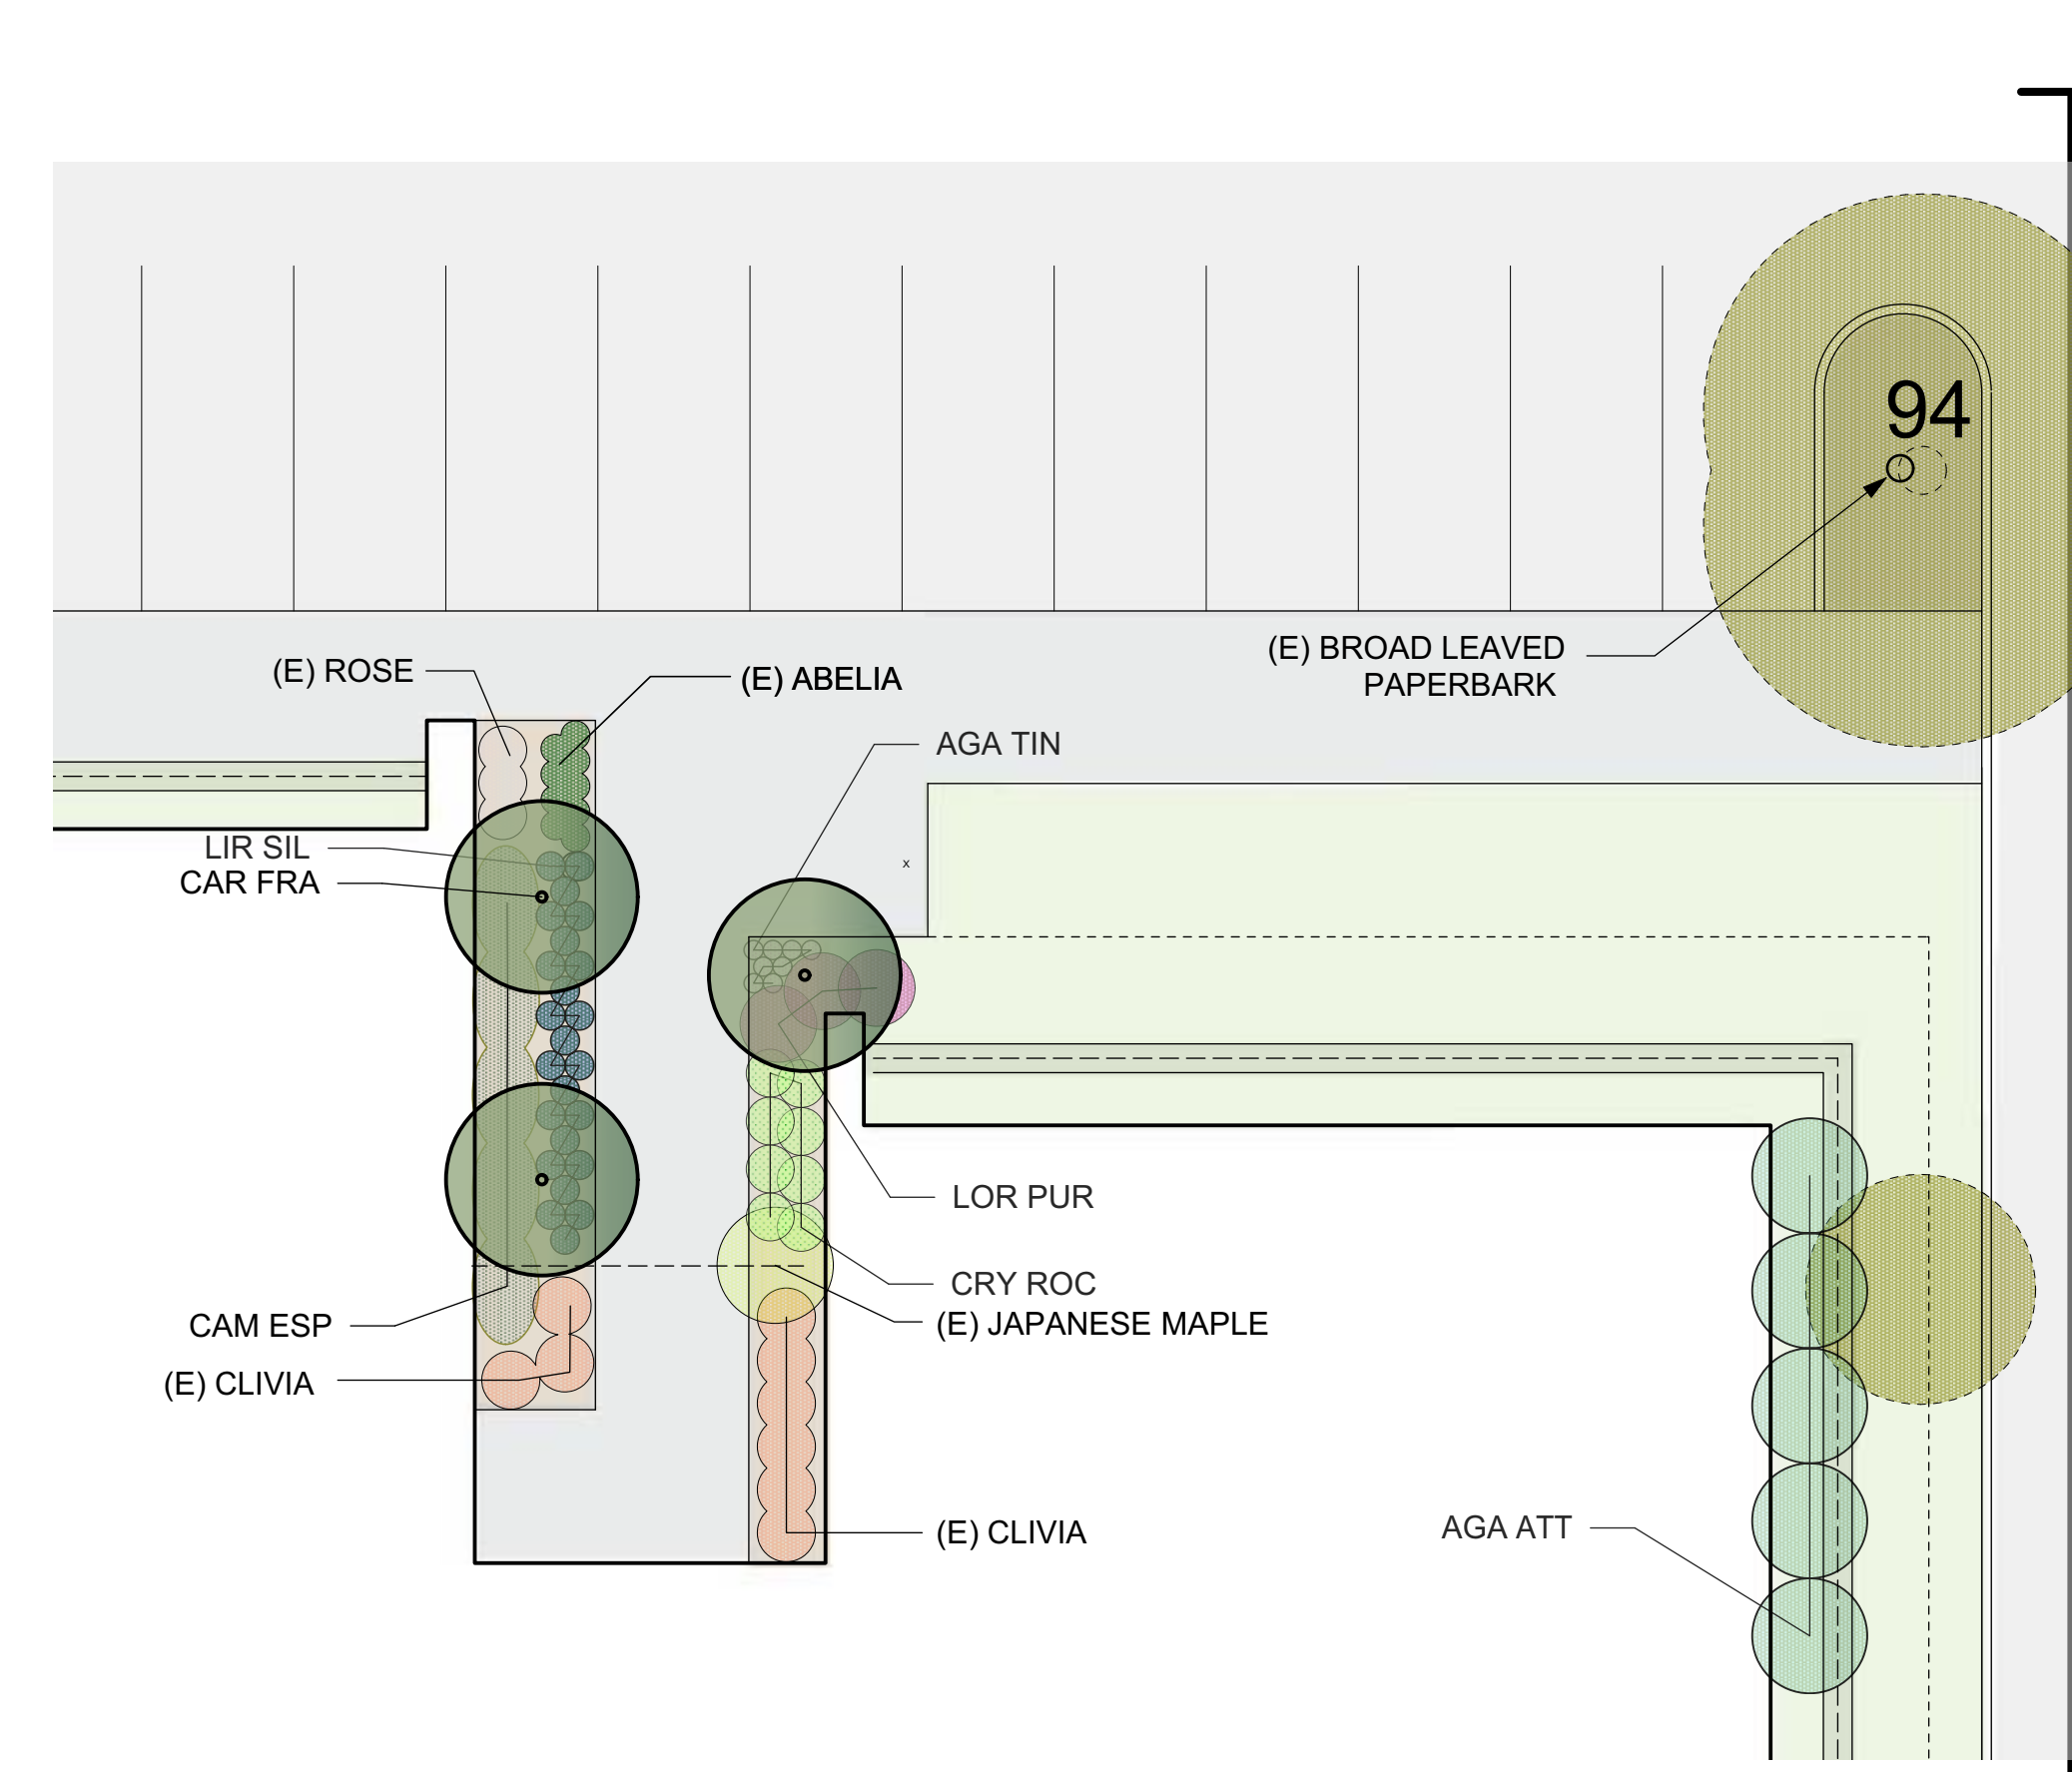 94
(E) BROAD LEAVED
PAPERBARK
(E) ROSE
(E) ABELIA
AGA TIN
LIR SIL
CAR FRA
x
LOR PUR
CRY ROC
(E) JAPANESE MAPLE
CAM ESP
(E) CLIVIA
(E) CLIVIA
AGA ATT